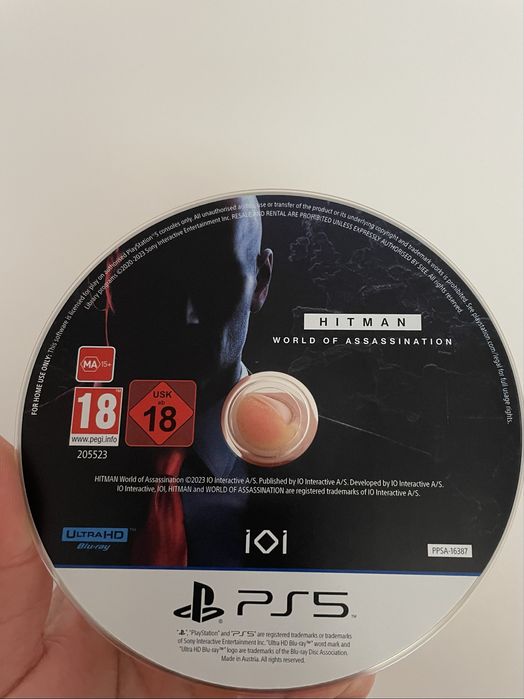 FOR HOME USE ONLY: This software is licensed for play on authorised PlayStation®5 consoles only. All unauthorised access, use or transfer of the product or its underlying copyright and trademark works is prohibited. See playstation.com/legal for full usage rights.
Library programs ©2020-2023 Sony Interactive Entertainment Inc. RESALE AND RENTAL ARE PROHIBITED UNLESS EXPRESSLY AUTHORISED BY SIEE. All rights reserved.
HITMAN
WORLD OF ASSASSINATION
MA 15+
18
www.pegi.info
USK
ab
18
205523
HITMAN World of Assassination ©2023 IO Interactive A/S. Published by IO Interactive A/S. Developed by IO Interactive A/S.
IO Interactive, IOI, HITMAN and WORLD OF ASSASSINATION are registered trademarks of IO Interactive A/S.
ULTRA HD™
Blu-ray
iOi
PPSA-16387
PS5™
"PlayStation" and "PS5" are registered trademarks or trademarks
of Sony Interactive Entertainment Inc. "Ultra HD Blu-ray™" word mark and
"Ultra HD Blu-ray™" logo are trademarks of the Blu-ray Disc Association.
Made in Austria. All rights reserved.